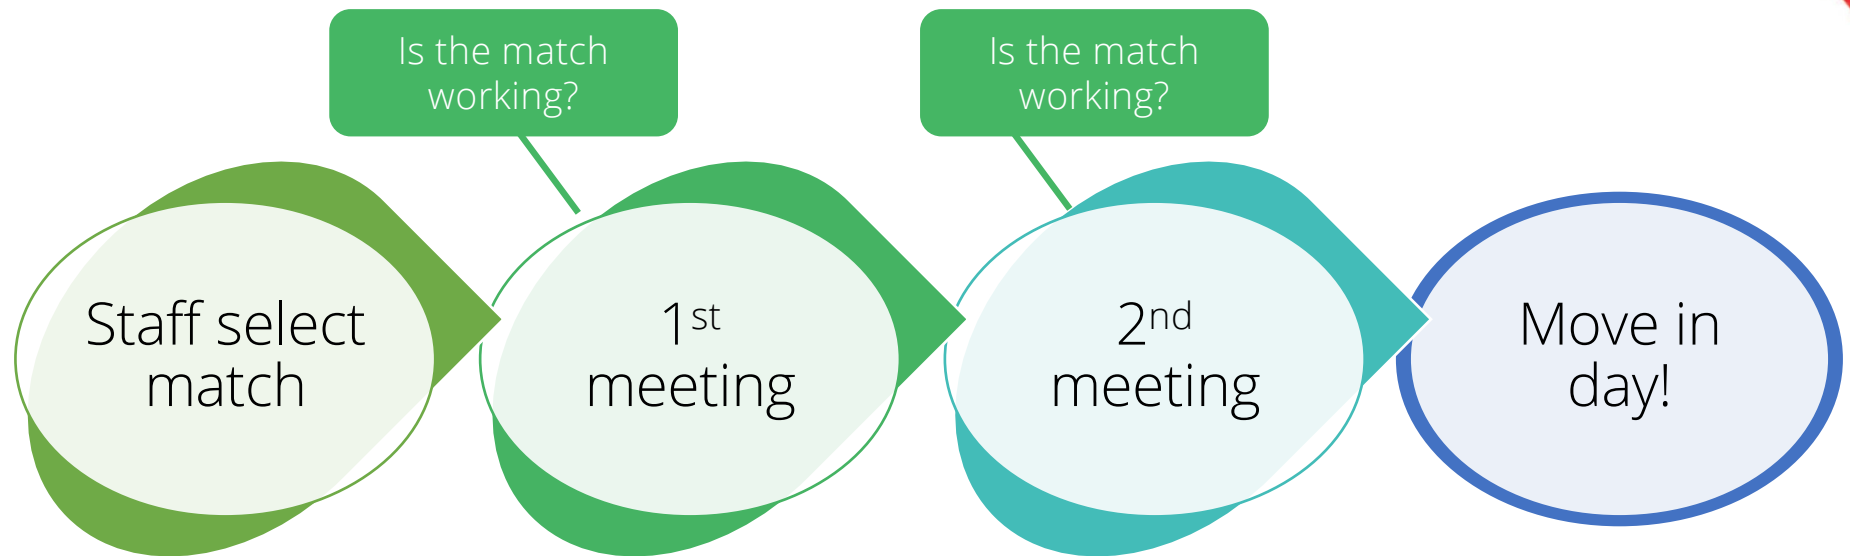 Is the match
working?
Is the match
working?
Staff select
match
1st
meeting
2nd
meeting
Move in
day!